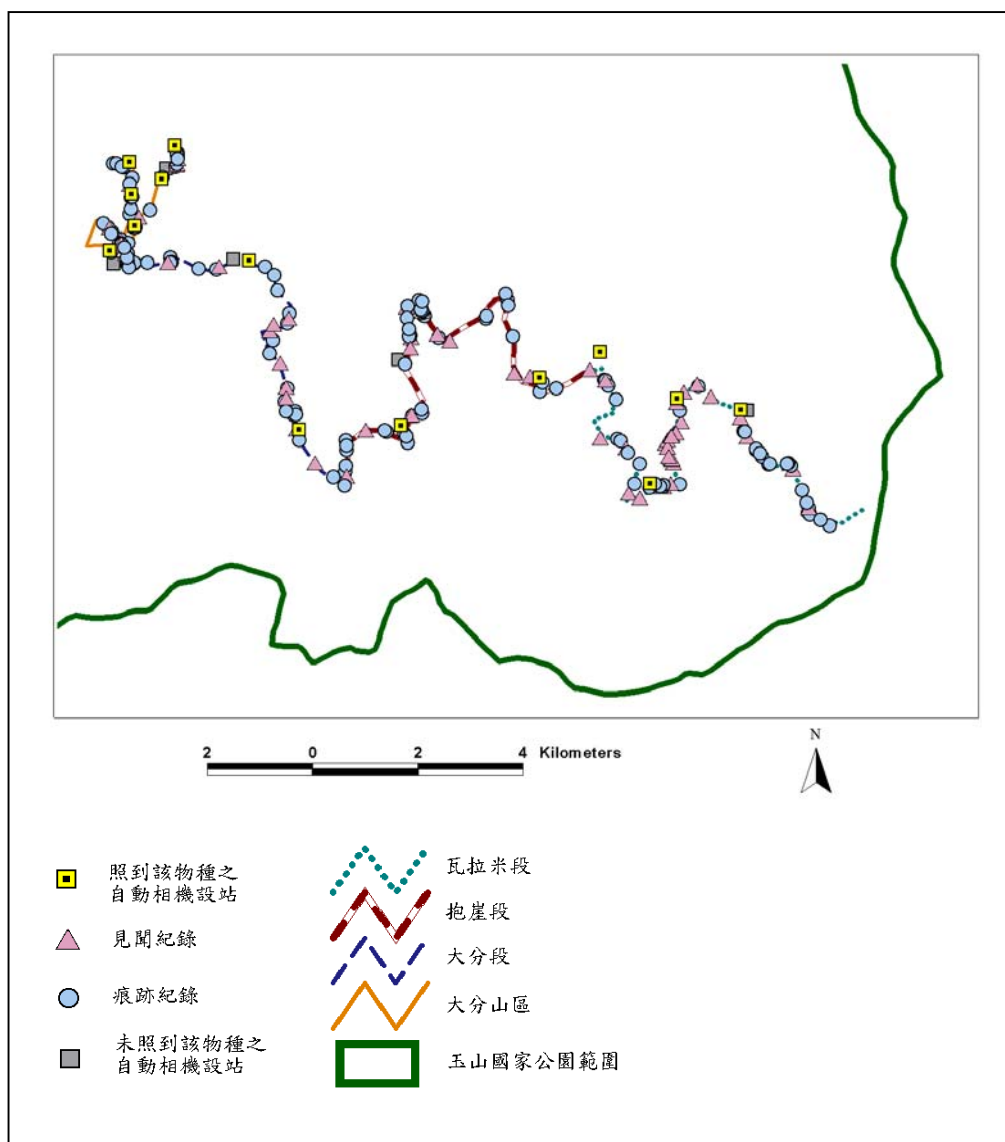 N
2 0 2 4 Kilometers
照到該物種之
自動相機設站
見聞紀錄
痕跡紀錄
未照到該物種之
自動相機設站
瓦拉米段
抱崖段
大分段
大分山區
玉山國家公園範圍